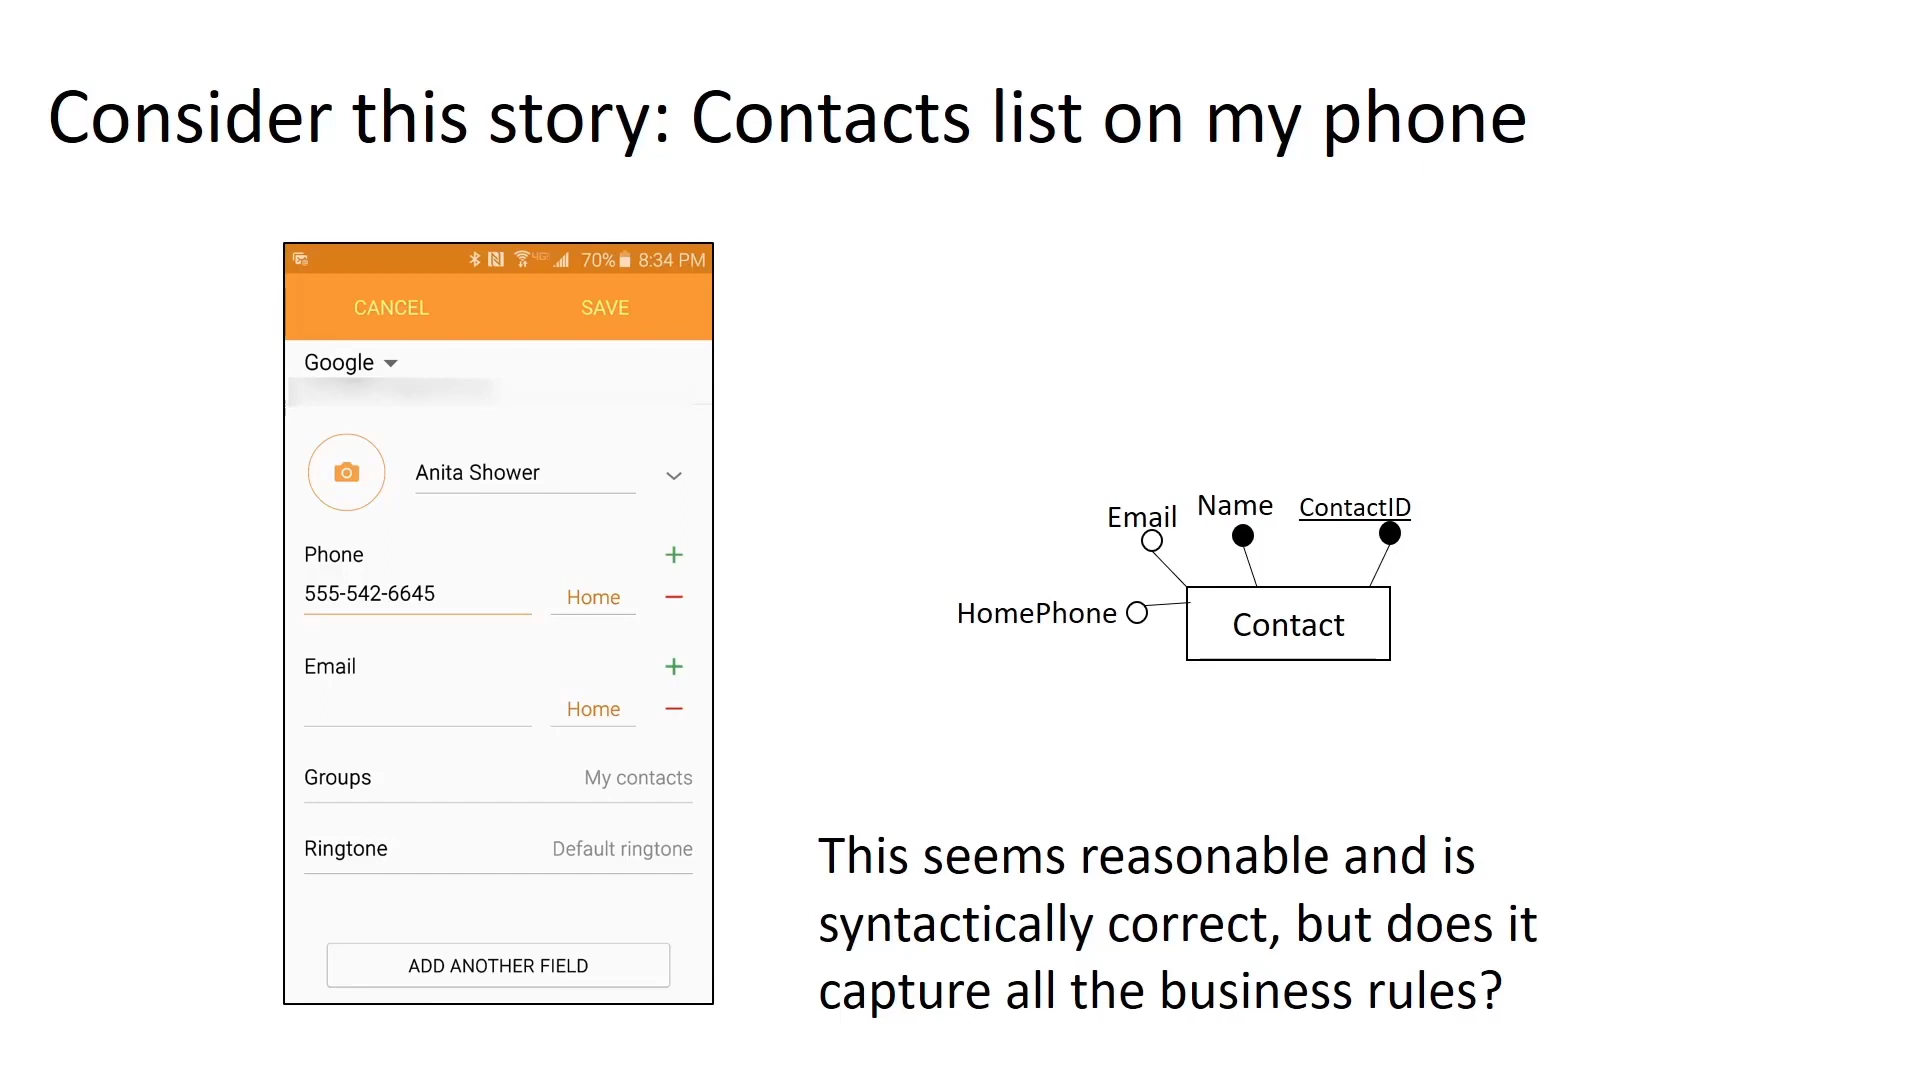 Consider this story: Contacts list on my phone
70% 8:34 PM
CANCEL SAVE
Google
Anita Shower
Phone
555-542-6645 Home
Email
Home
Groups My contacts
Ringtone Default ringtone
ADD ANOTHER FIELD
Email Name ContactID
HomePhone Contact
This seems reasonable and is
syntactically correct, but does it
capture all the business rules?